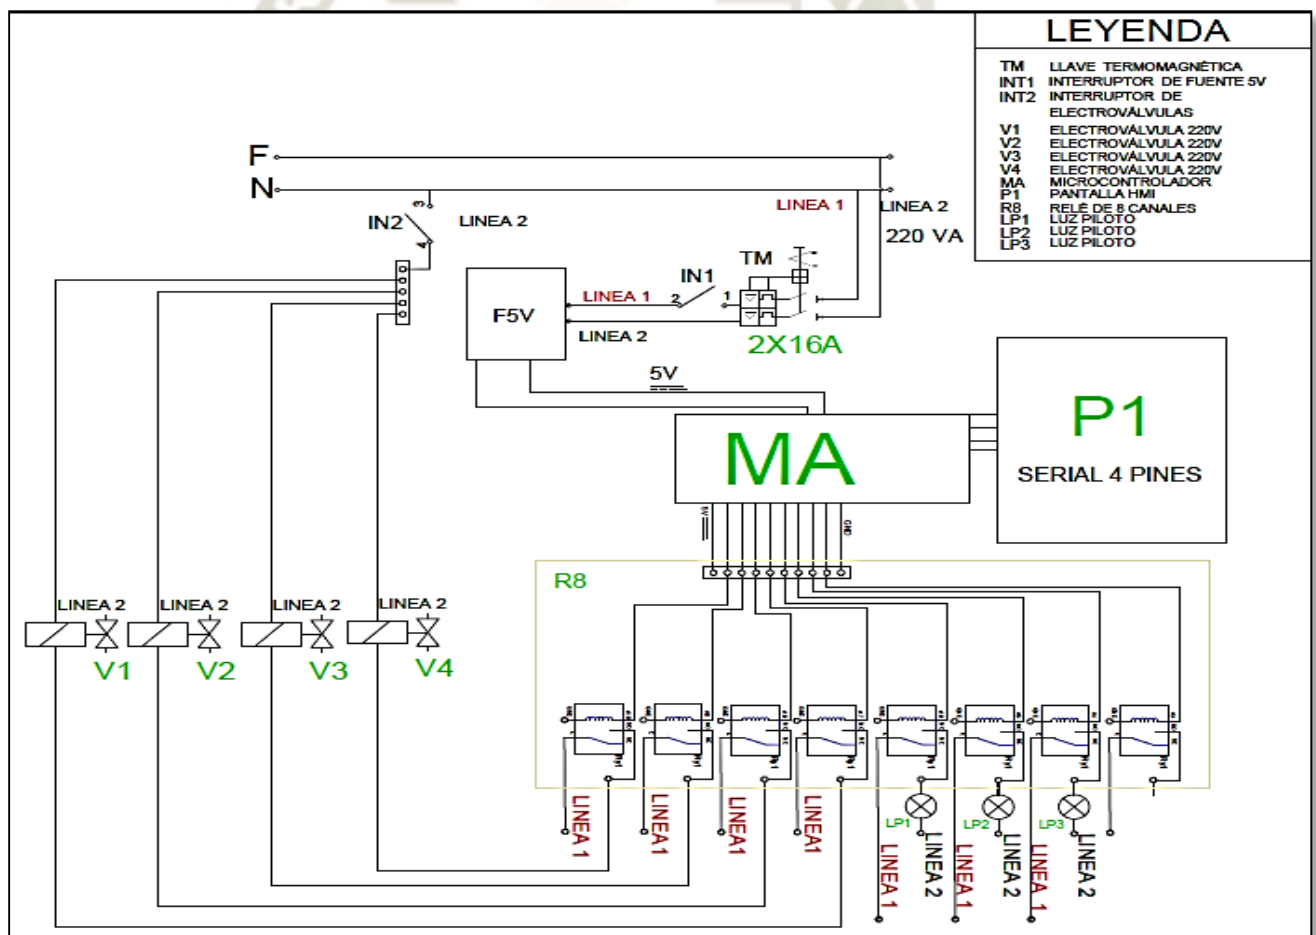 LEYENDA
TM LLAVE TERMOMAGNÉTICA
INT1 INTERRUPTOR DE FUENTE 5V
INT2 INTERRUPTOR DE
ELECTROVÁLVULAS
V1 ELECTROVÁLVULA 220V
V2 ELECTROVÁLVULA 220V
V3 ELECTROVÁLVULA 220V
V4 ELECTROVÁLVULA 220V
MA MICROCONTROLADOR
P1 PANTALLA HMI
R8 RELÉ DE 8 CANALES
LP1 LUZ PILOTO
LP2 LUZ PILOTO
LP3 LUZ PILOTO
F
N
LINEA 1
LINEA 2
220 VA
3
IN2
4
LINEA 2
TM
IN1
LINEA 1
2
1
F5V
LINEA 2
2X16A
5V
MA
P1
SERIAL 4 PINES
5V
GND
R8
LINEA 2
LINEA 2
LINEA 2
LINEA 2
V1
V2
V3
V4
LINEA 1
LINEA1
LINEA1
LINEA1
LP1
LP2
LP3
LINEA 1
LINEA 2
LINEA 1
LINEA 2
LINEA 1
LINEA 2